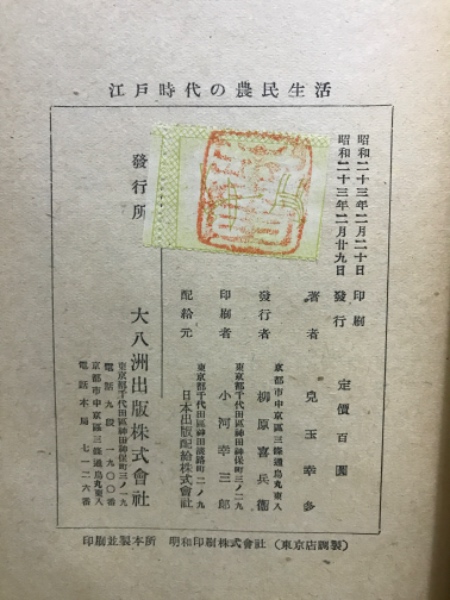 江戸時代の農民生活
昭和二十三年二月二十日 印刷
昭和二十三年二月廿九日 發行
定價百圓
著者 兒玉幸多
京都市中京區三條通烏丸東入
發行者 柳原喜兵衞
東京都千代田區神田神保町三ノ二九
印刷者 小河幸三郎
東京都千代田區神田淡路町二ノ九
配給元 日本出版配給株式會社
發行所 大八洲出版株式會社
東京都千代田區神田神保町三ノ一九
電話九段一九〇〇番
京都市中京區三條通烏丸東入
電話本局七一二六番
印刷並製本所 明和印刷株式會社 (東京店調製)